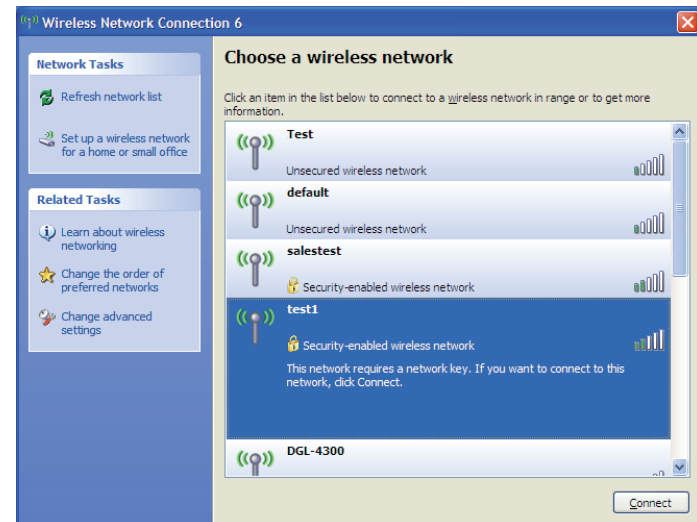 Wireless Network Connection 6
Network Tasks
Refresh network list
Set up a wireless network
for a home or small office
Related Tasks
Learn about wireless
networking
Change the order of
preferred networks
Change advanced
settings
Choose a wireless network
Click an item in the list below to connect to a wireless network in range or to get more
information.
Test
Unsecured wireless network
default
Unsecured wireless network
salestest
Security-enabled wireless network
test1
Security-enabled wireless network
This network requires a network key. If you want to connect to this
network, click Connect.
DGL-4300
Connect